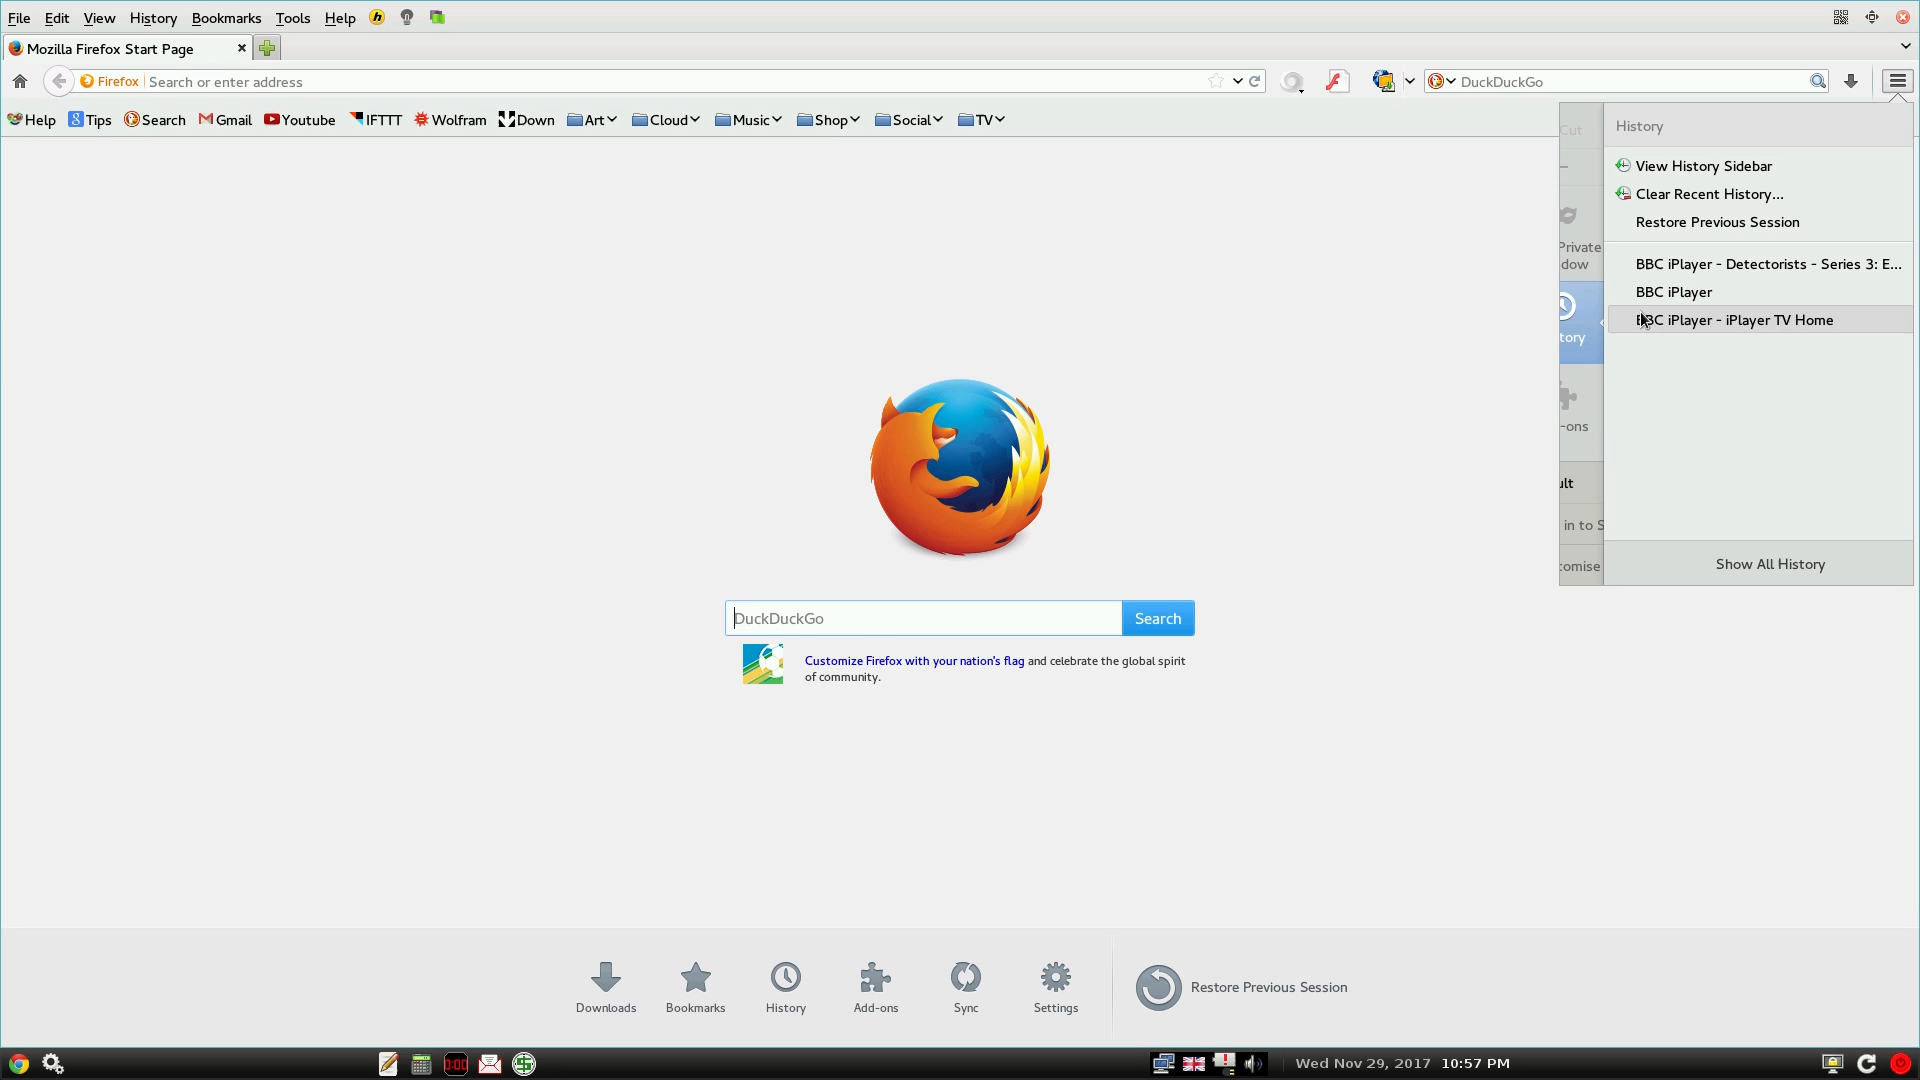 File Edit View History Bookmarks Tools Help
Mozilla Firefox Start Page
Firefox Search or enter address
DuckDuckGo
Help Tips Search Gmail Youtube IFTTT Wolfram Down Art Cloud Music Shop Social TV
Cut
History
View History Sidebar
Clear Recent History...
Restore Previous Session
Private
dow
BBC iPlayer - Detectorists - Series 3: E...
BBC iPlayer
BBC iPlayer - iPlayer TV Home
tory
-ons
ult
in to S
tomise
Show All History
DuckDuckGo
Search
Customize Firefox with your nation's flag and celebrate the global spirit
of community.
Downloads Bookmarks History Add-ons Sync Settings Restore Previous Session
0:00
Wed Nov 29, 2017 10:57 PM